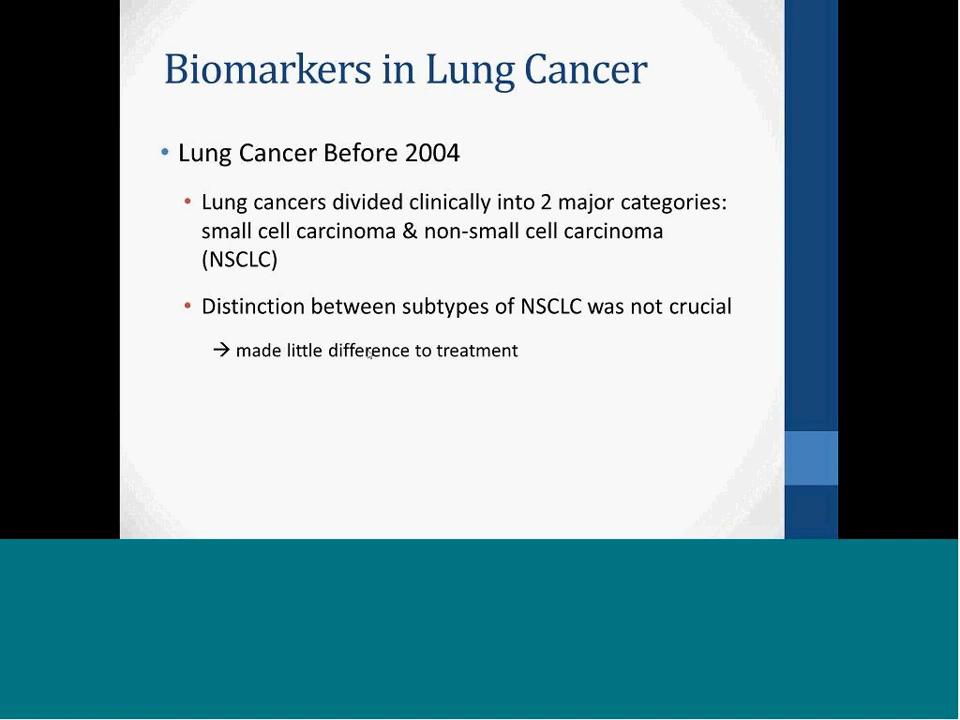 Biomarkers in Lung Cancer
• Lung Cancer Before 2004
• Lung cancers divided clinically into 2 major categories:
small cell carcinoma & non-small cell carcinoma
(NSCLC)
• Distinction between subtypes of NSCLC was not crucial
→ made little difference to treatment